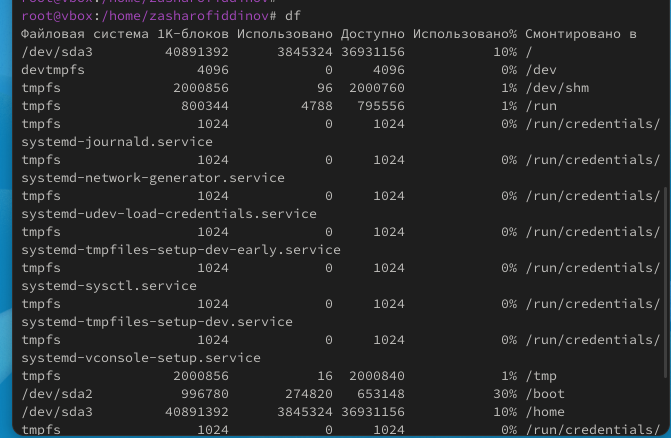 root@vbox:/home/zasharofiddinov#
root@vbox:/home/zasharofiddinov# df
Файловая система 1K-блоков Использовано Доступно Использовано% Cмонтировано в
/dev/sda3 40891392 3845324 36931156 10% /
devtmpfs 4096 0 4096 0% /dev
tmpfs 2000856 96 2000760 1% /dev/shm
tmpfs 800344 4788 795556 1% /run
tmpfs 1024 0 1024 0% /run/credentials/
systemd-journald.service
tmpfs 1024 0 1024 0% /run/credentials/
systemd-network-generator.service
tmpfs 1024 0 1024 0% /run/credentials/
systemd-udev-load-credentials.service
tmpfs 1024 0 1024 0% /run/credentials/
systemd-tmpfiles-setup-dev-early.service
tmpfs 1024 0 1024 0% /run/credentials/
systemd-sysctl.service
tmpfs 1024 0 1024 0% /run/credentials/
systemd-tmpfiles-setup-dev.service
tmpfs 1024 0 1024 0% /run/credentials/
systemd-vconsole-setup.service
tmpfs 2000856 16 2000840 1% /tmp
/dev/sda2 996780 274820 653148 30% /boot
/dev/sda3 40891392 3845324 36931156 10% /home
tmpfs 1024 0 1024 0% /run/credentials/